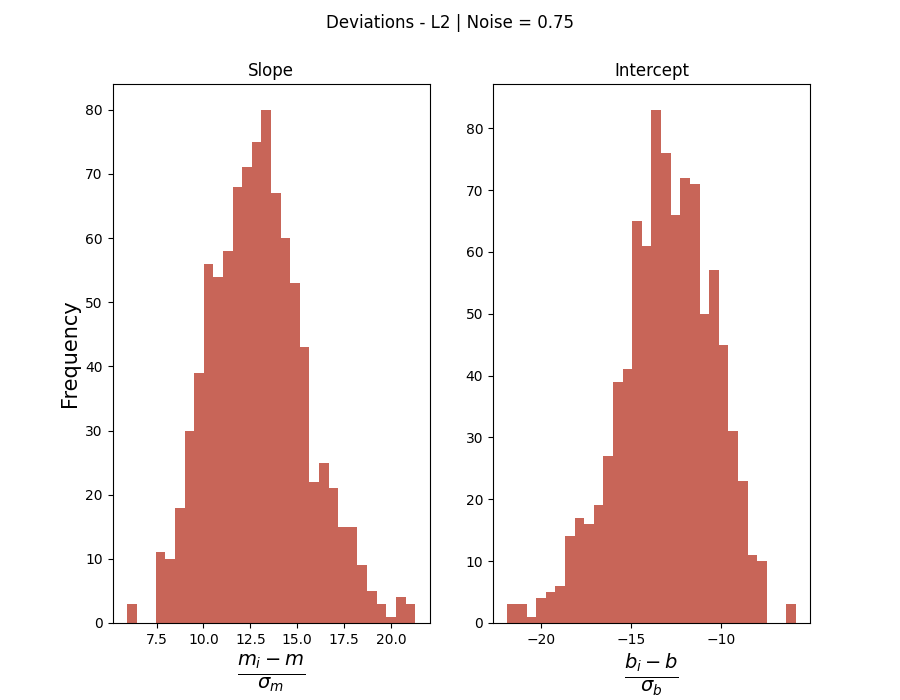 Deviations - L2 | Noise = 0.75
Slope
Frequency
80
70
60
50
40
30
20
10
0
7.5 10.0 12.5 15.0 17.5 20.0
m_i − m
σ_m
Intercept
80
70
60
50
40
30
20
10
0
−20 −15 −10
b_i − b
σ_b